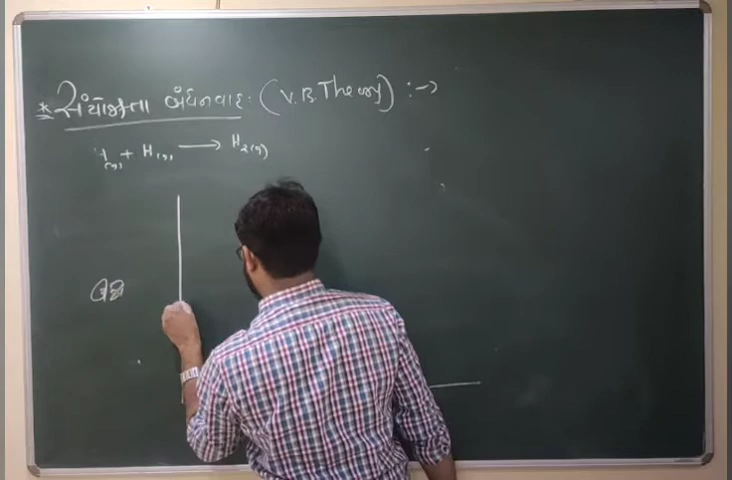 * સંયોજકતા બંધનવાદ : (V.B. Theory) :→
H(g) + H(g) ⟶ H2(g)